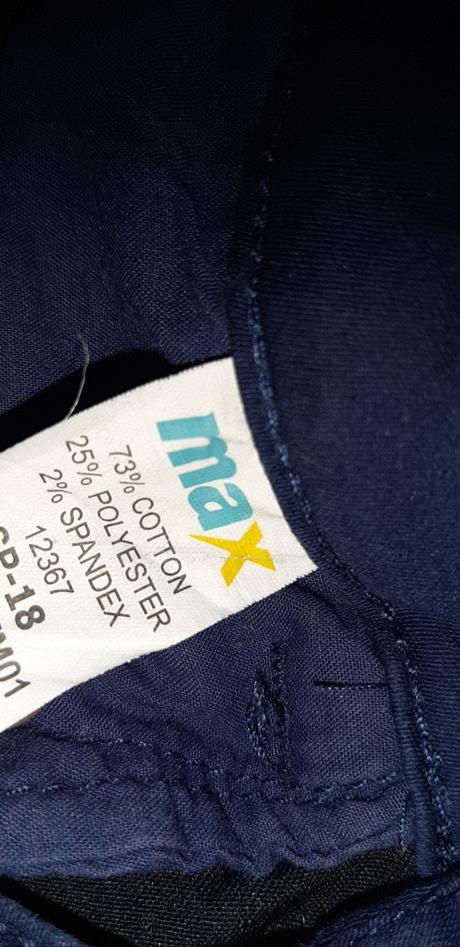 max
73% COTTON
25% POLYESTER
2% SPANDEX
12367